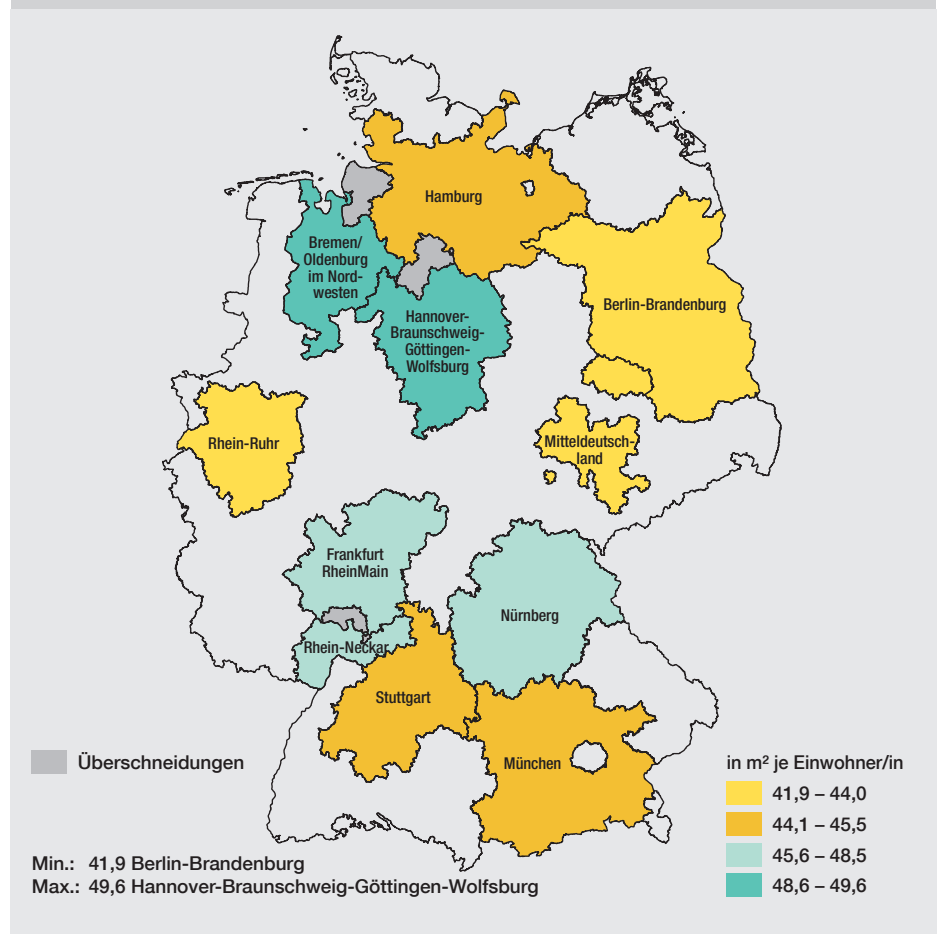 Hamburg
Bremen/
Oldenburg
im Nord-
westen
Berlin-Brandenburg
Hannover-
Braunschweig-
Göttingen-
Wolfsburg
Rhein-Ruhr
Mitteldeutsch-
land
Frankfurt
RheinMain
Nürnberg
Rhein-Neckar
Stuttgart
München
Überschneidungen
in m² je Einwohner/in
41,9 – 44,0
44,1 – 45,5
45,6 – 48,5
48,6 – 49,6
Min.: 41,9 Berlin-Brandenburg
Max.: 49,6 Hannover-Braunschweig-Göttingen-Wolfsburg